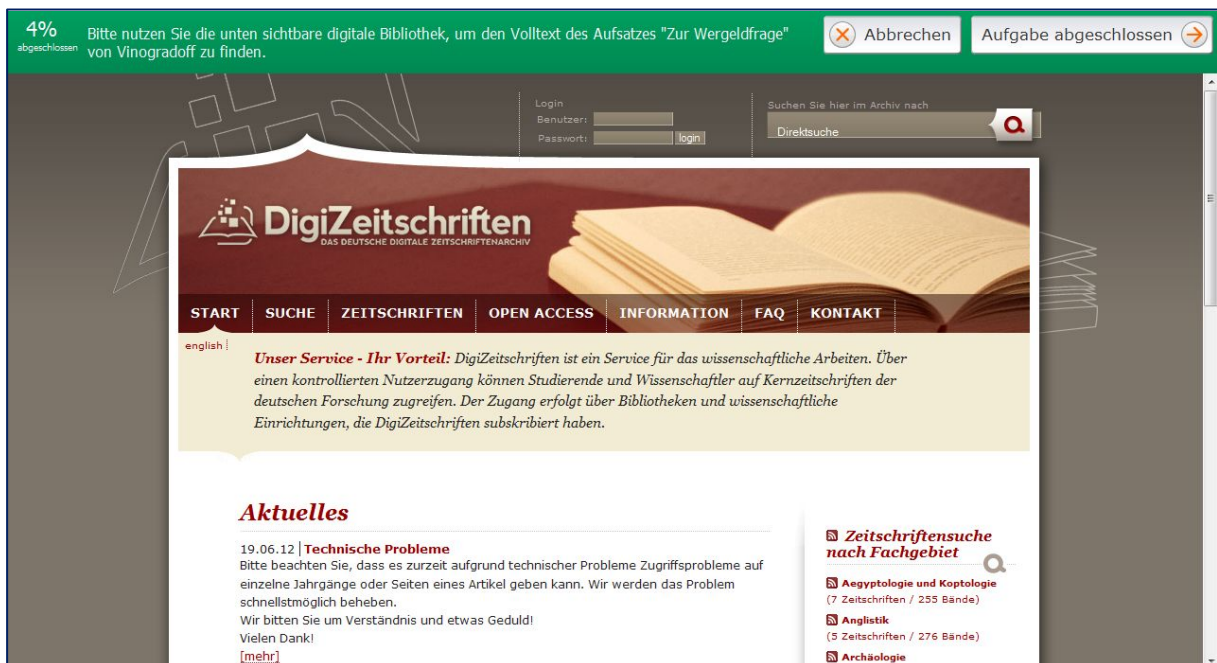 4%
abgeschlossen
Bitte nutzen Sie die unten sichtbare digitale Bibliothek, um den Volltext des Aufsatzes "Zur Wergeldfrage"
von Vinogradoff zu finden.
Abbrechen
Aufgabe abgeschlossen
Login
Benutzer:
Passwort:
login
Suchen Sie hier im Archiv nach
Direktsuche
DigiZeitschriften
DAS DEUTSCHE DIGITALE ZEITSCHRIFTENARCHIV
START SUCHE ZEITSCHRIFTEN OPEN ACCESS INFORMATION FAQ KONTAKT
english
Unser Service - Ihr Vorteil: DigiZeitschriften ist ein Service für das wissenschaftliche Arbeiten. Über
einen kontrollierten Nutzerzugang können Studierende und Wissenschaftler auf Kernzeitschriften der
deutschen Forschung zugreifen. Der Zugang erfolgt über Bibliotheken und wissenschaftliche
Einrichtungen, die DigiZeitschriften subskribiert haben.
Aktuelles
19.06.12 | Technische Probleme
Bitte beachten Sie, dass es zurzeit aufgrund technischer Probleme Zugriffsprobleme auf
einzelne Jahrgänge oder Seiten eines Artikel geben kann. Wir werden das Problem
schnellstmöglich beheben.
Wir bitten Sie um Verständnis und etwas Geduld!
Vielen Dank!
[mehr]
Zeitschriftensuche
nach Fachgebiet
Aegyptologie und Koptologie
(7 Zeitschriften / 255 Bände)
Anglistik
(5 Zeitschriften / 276 Bände)
Archäologie